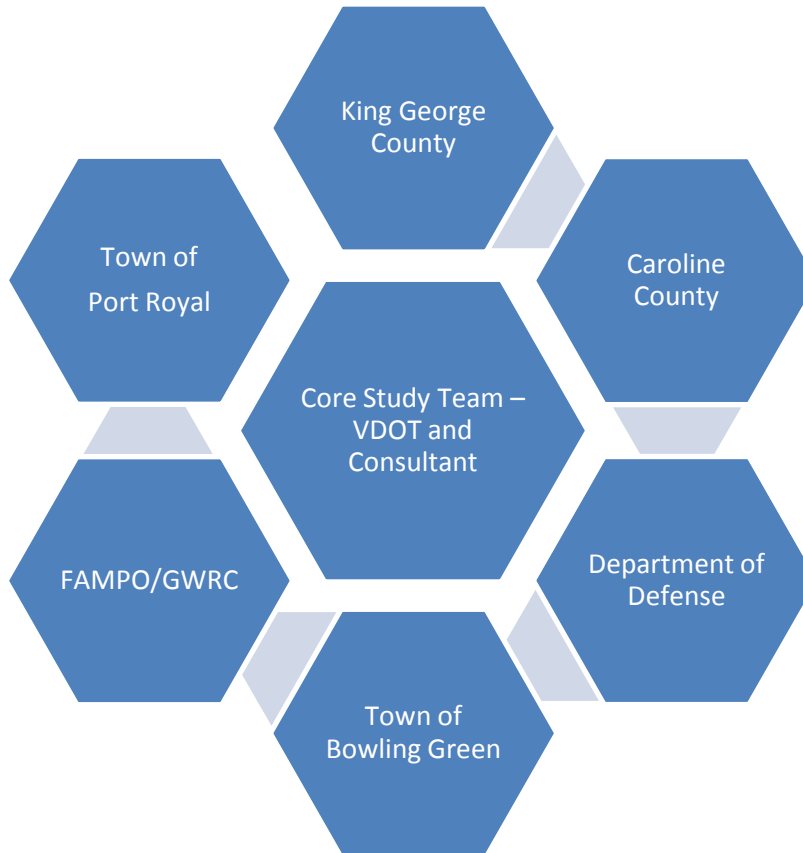 King George
County
Town of
Port Royal
Caroline
County
Core Study Team –
VDOT and
Consultant
FAMPO/GWRC
Department of
Defense
Town of
Bowling Green